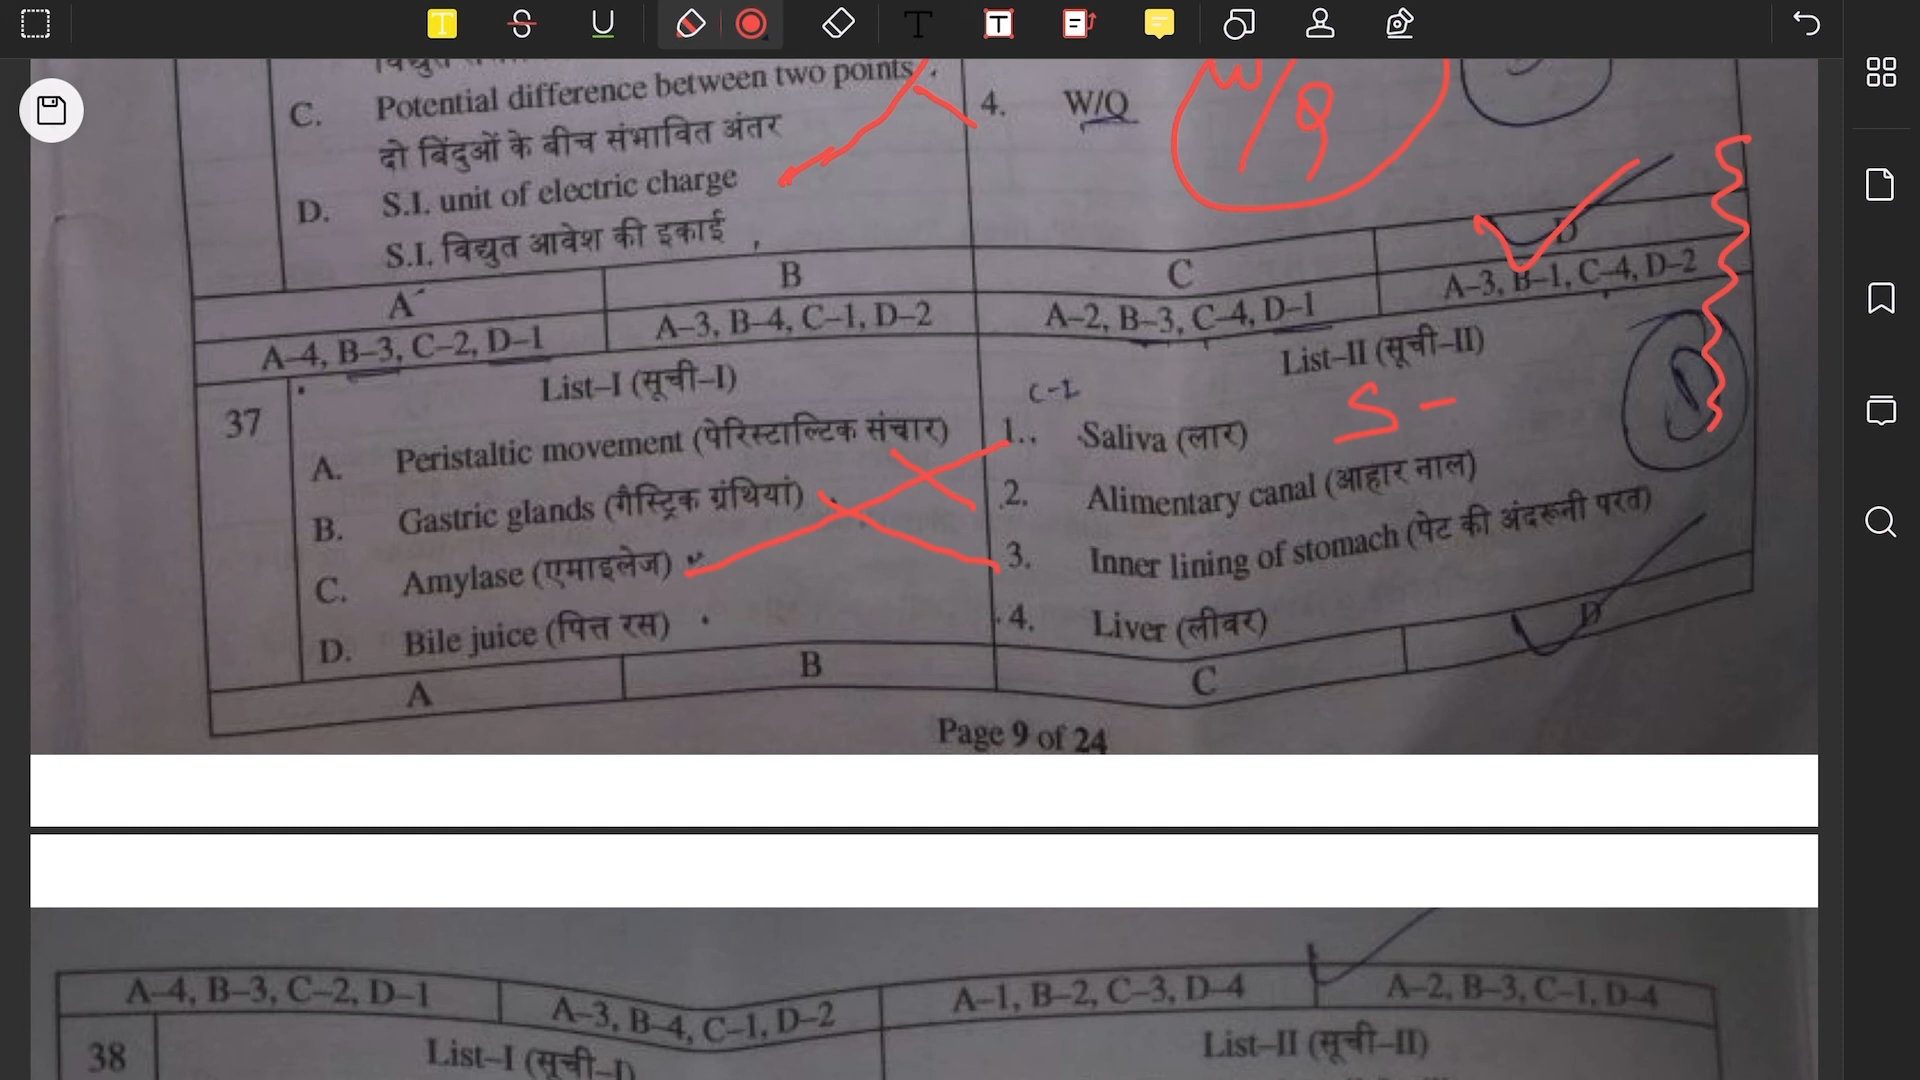 C. Potential difference between two points 4. W/Q W/Q
दो बिंदुओं के बीच संभावित अंतर
D. S.I. unit of electric charge
S.I. विद्युत आवेश की इकाई
A B C D
A–4, B–3, C–2, D–1 A–3, B–4, C–1, D–2 A–2, B–3, C–4, D–1 A–3, B–1, C–4, D–2
37 List–I (सूची–I) List–II (सूची–II)
A. Peristaltic movement (पेरिस्टाल्टिक संचार) 1. Saliva (लार) S –
B. Gastric glands (गैस्ट्रिक ग्रंथियां) 2. Alimentary canal (आहार नाल)
C. Amylase (एमाइलेज) 3. Inner lining of stomach (पेट की अंदरूनी परत)
D. Bile juice (पित्त रस) 4. Liver (लीवर)
A B C D
Page 9 of 24
A–4, B–3, C–2, D–1 A–3, B–4, C–1, D–2 A–1, B–2, C–3, D–4 A–2, B–3, C–1, D–4
38 List–I (सूची–I) List–II (सूची–II)